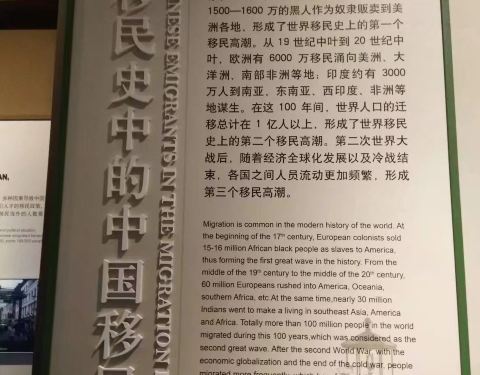 1500—1600 万的黑人作为奴隶贩卖到美
洲各地，形成了世界移民史上的第一个
移民高潮。从 19 世纪中叶到 20 世纪中
叶，欧洲有 6000 万移民涌向美洲、大
洋洲、南部非洲等地；印度约有 3000
万人到南亚、东南亚、西印度、非洲等
地谋生。在这 100 年间，世界人口的迁
移总计在 1 亿人以上，形成了世界移民
史上的第二个移民高潮。第二次世界大
战后，随着经济全球化发展以及冷战结
束，各国之间人员流动更加频繁，形成
第三个移民高潮。
Migration is common in the modern history of the world. At
the beginning of the 17th century, European colonists sold
15-16 million African black people as slaves to America,
thus forming the first great wave in the history. From the
middle of the 19th century to the middle of the 20th century,
60 million Europeans rushed into America, Oceania,
southern Africa, etc.At the same time,nearly 30 million
Indians went to make a living in southeast Asia, America
and Africa. Totally more than 100 million people in the world
migrated during this 100 years,which was considered as the
second great wave. After the second World War, with the
economic globalization and the end of the cold war, people
migrated more frequently,
移民史中的中国移民
CHINESE EMIGRANTS IN THE MIGRATION